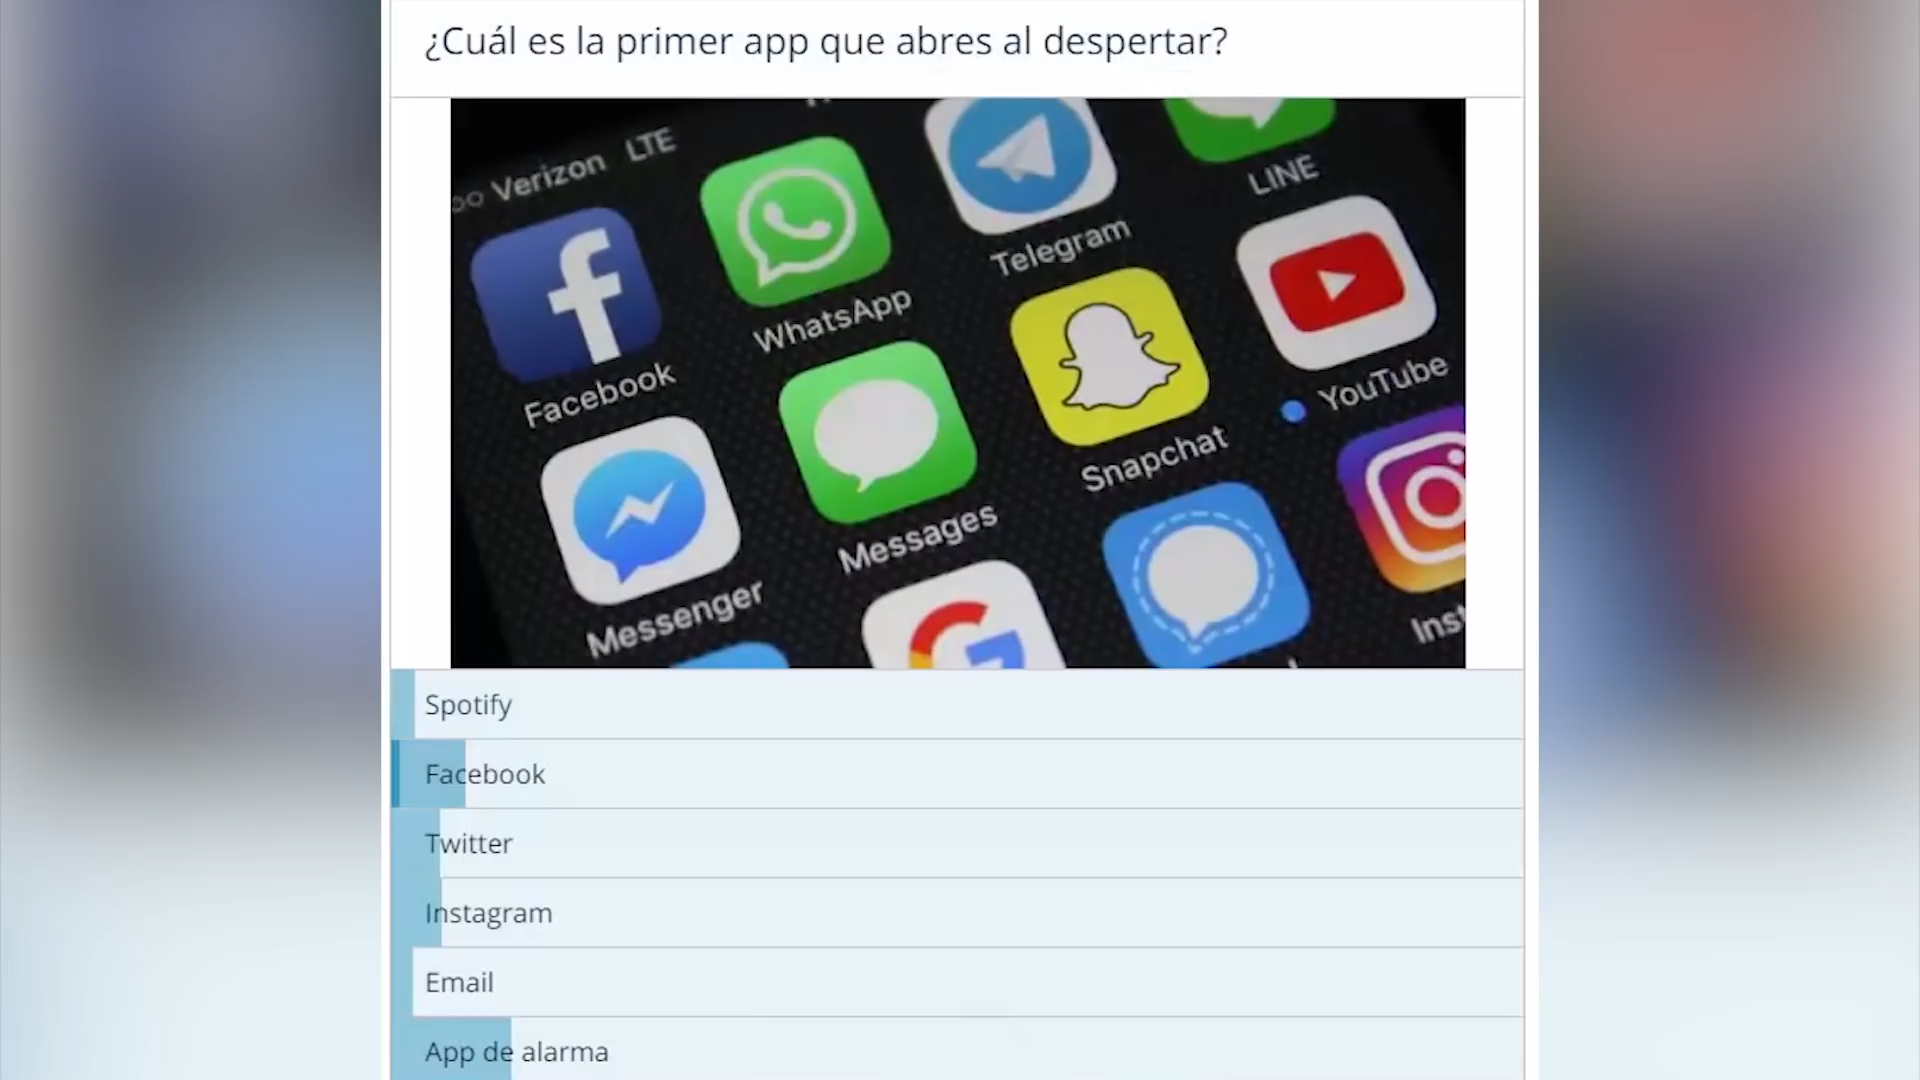 ¿Cuál es la primer app que abres al despertar?
Verizon LTE
LINE
Telegram
WhatsApp
YouTube
Facebook
Snapchat
Messages
Messenger
Inst
Spotify
Facebook
Twitter
Instagram
Email
App de alarma